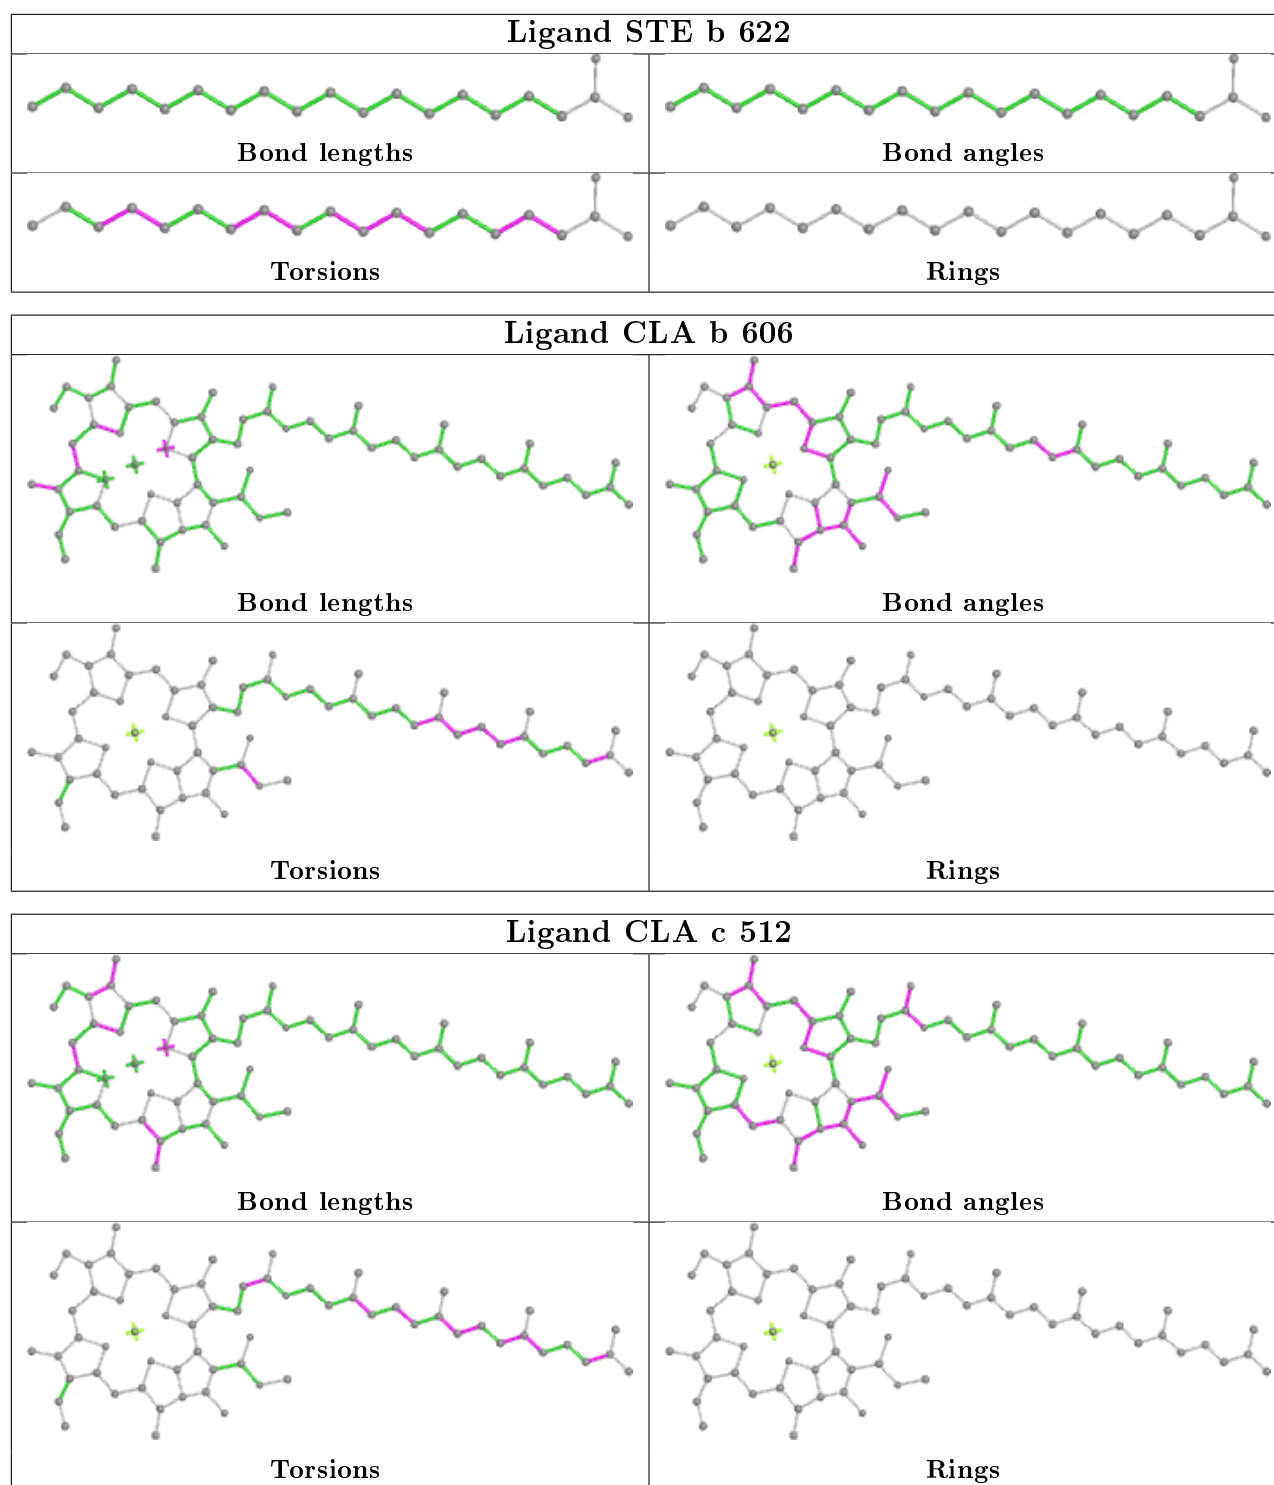 Ligand STE b 622
Bond lengths
Bond angles
Torsions
Rings
Ligand CLA b 606
Bond lengths
Bond angles
Torsions
Rings
Ligand CLA c 512
Bond lengths
Bond angles
Torsions
Rings